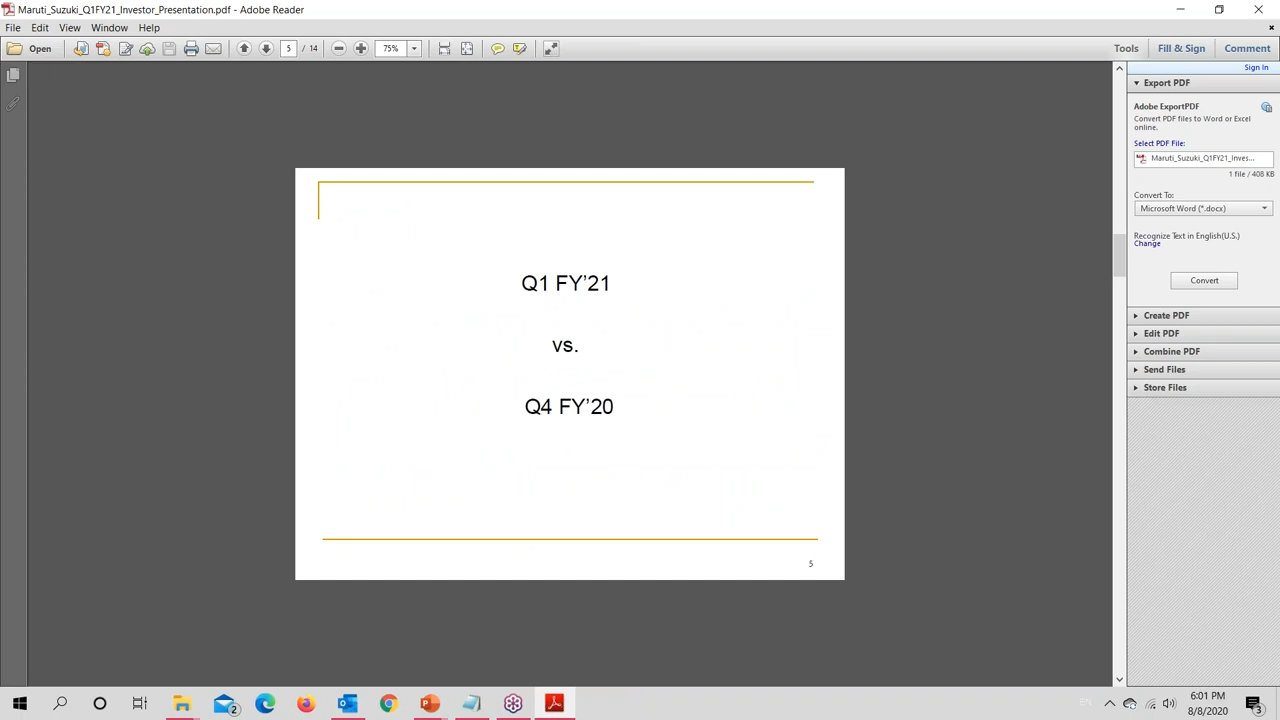 Maruti_Suzuki_Q1FY21_Investor_Presentation.pdf - Adobe Reader
File Edit View Window Help
Open 5 / 14 75% Tools Fill & Sign Comment
Sign In
Export PDF
Adobe ExportPDF
Convert PDF files to Word or Excel
online.
Select PDF File:
Maruti_Suzuki_Q1FY21_Inves...
1 file / 408 KB
Convert To:
Microsoft Word (*.docx)
Recognize Text in English(U.S.)
Change
Convert
Create PDF
Edit PDF
Combine PDF
Send Files
Store Files
Q1 FY’21
vs.
Q4 FY’20
5
2
EN
6:01 PM
8/8/2020
3